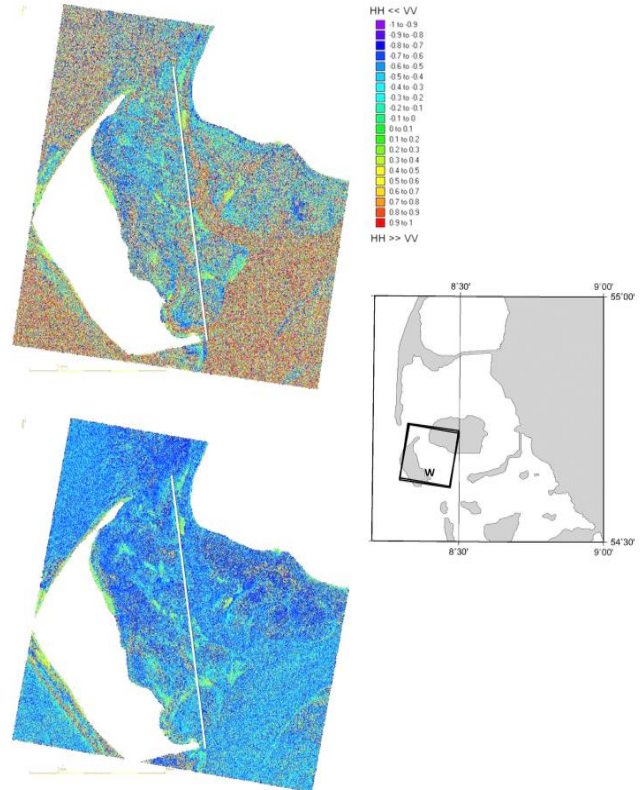 HH << VV
-1 to -0.9
-0.9 to -0.8
-0.8 to -0.7
-0.7 to -0.6
-0.6 to -0.5
-0.5 to -0.4
-0.4 to -0.3
-0.3 to -0.2
-0.2 to -0.1
-0.1 to 0
0 to 0.1
0.1 to 0.2
0.2 to 0.3
0.3 to 0.4
0.4 to 0.5
0.5 to 0.6
0.6 to 0.7
0.7 to 0.8
0.8 to 0.9
0.9 to 1
HH >> VV
8°30'
9°00'
55°00'
W
54°30'
8°30'
9°00'